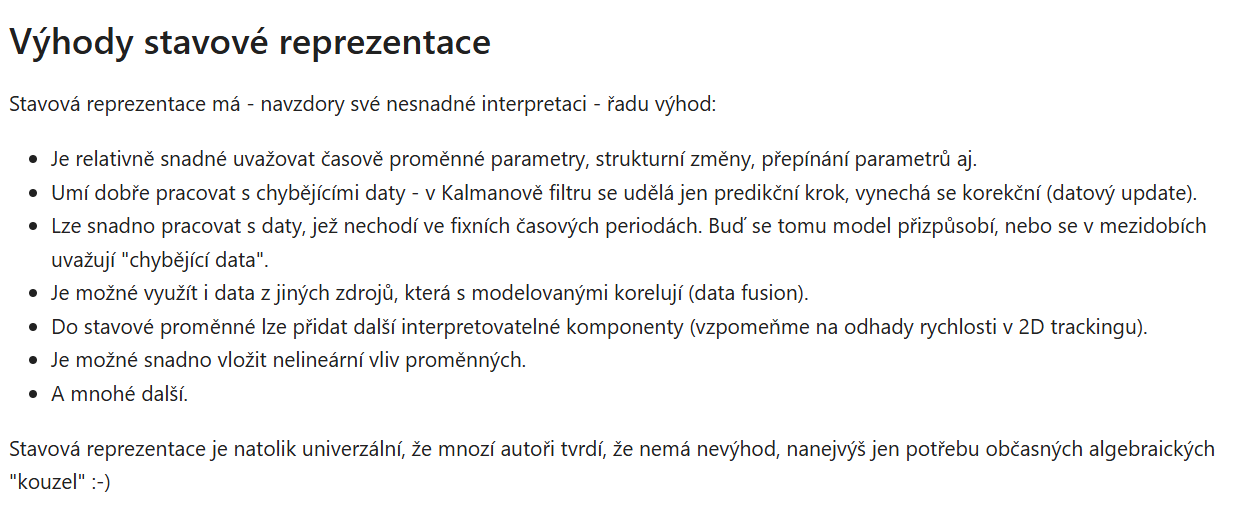 Výhody stavové reprezentace
Stavová reprezentace má - navzdory své nesnadné interpretaci - řadu výhod:
• Je relativně snadné uvažovat časově proměnné parametry, strukturní změny, přepínání parametrů aj.
• Umí dobře pracovat s chybějícími daty - v Kalmanově filtru se udělá jen predikční krok, vynechá se korekční (datový update).
• Lze snadno pracovat s daty, jež nechodí ve fixních časových periodách. Buď se tomu model přizpůsobí, nebo se v mezidobích
uvažují "chybějící data".
• Je možné využít i data z jiných zdrojů, která s modelovanými korelují (data fusion).
• Do stavové proměnné lze přidat další interpretovatelné komponenty (vzpomeňme na odhady rychlosti v 2D trackingu).
• Je možné snadno vložit nelineární vliv proměnných.
• A mnohé další.
Stavová reprezentace je natolik univerzální, že mnozí autoři tvrdí, že nemá nevýhod, nanejvýš jen potřebu občasných algebraických
"kouzel" :-)